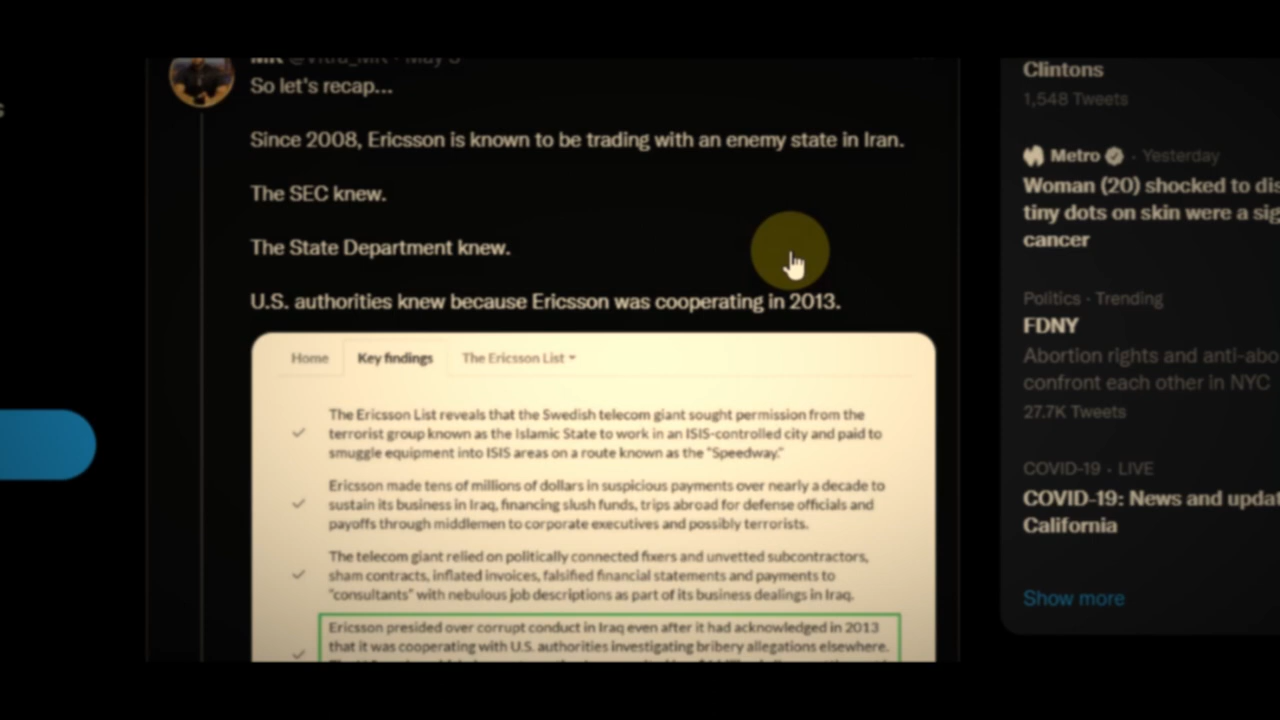 So let's recap...
Since 2008, Ericsson is known to be trading with an enemy state in Iran.
The SEC knew.
The State Department knew.
U.S. authorities knew because Ericsson was cooperating in 2013.
Home Key findings The Ericsson List
The Ericsson List reveals that the Swedish telecom giant sought permission from the
terrorist group known as the Islamic State to work in an ISIS-controlled city and paid to
smuggle equipment into ISIS areas on a route known as the "Speedway."
Ericsson made tens of millions of dollars in suspicious payments over nearly a decade to
sustain its business in Iraq, financing slush funds, trips abroad for defense officials and
payoffs through middlemen to corporate executives and possibly terrorists.
The telecom giant relied on politically connected fixers and unvetted subcontractors,
sham contracts, inflated invoices, falsified financial statements and payments to
"consultants" with nebulous job descriptions as part of its business dealings in Iraq.
Ericsson presided over corrupt conduct in Iraq even after it had acknowledged in 2013
that it was cooperating with U.S. authorities investigating bribery allegations elsewhere.
Clintons
1,548 Tweets
Metro · Yesterday
Woman (20) shocked to dis
tiny dots on skin were a sig
cancer
Politics · Trending
FDNY
Abortion rights and anti-abo
confront each other in NYC
27.7K Tweets
COVID-19 · LIVE
COVID-19: News and updat
California
Show more